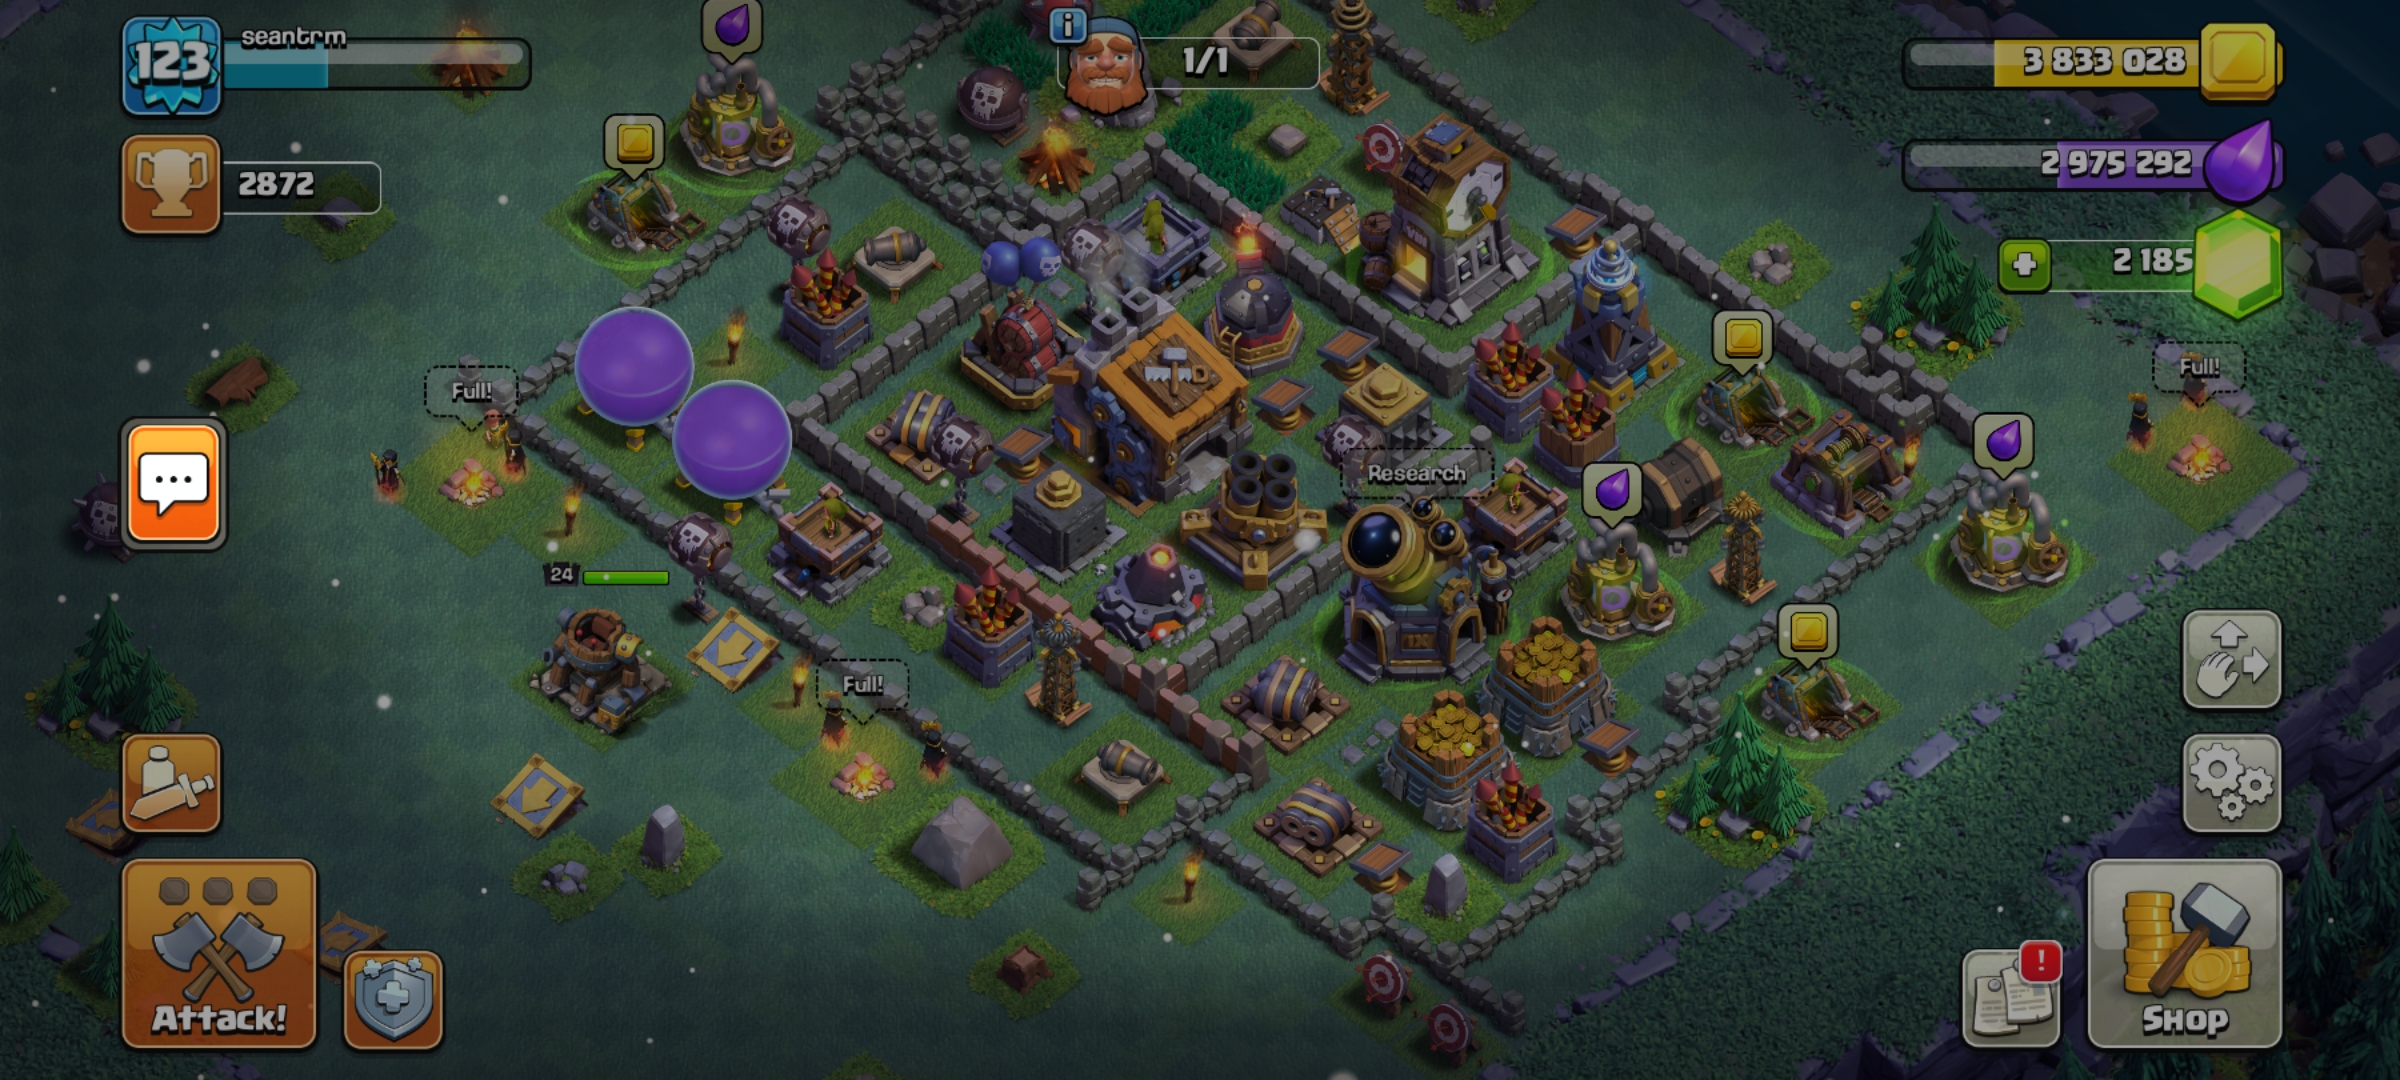 123
seantrm
1/1
3 833 028
2872
2 975 292
2 185
Full!
Full!
Research
24
Full!
Attack!
!
Shop